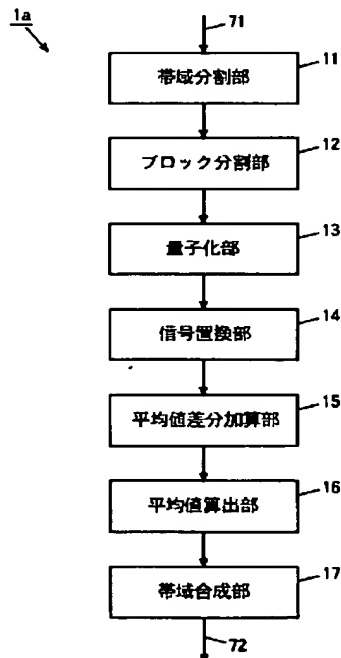 1a
71
帯域分割部
11
ブロック分割部
12
量子化部
13
信号置換部
14
平均値差分加算部
15
平均値算出部
16
帯域合成部
17
72